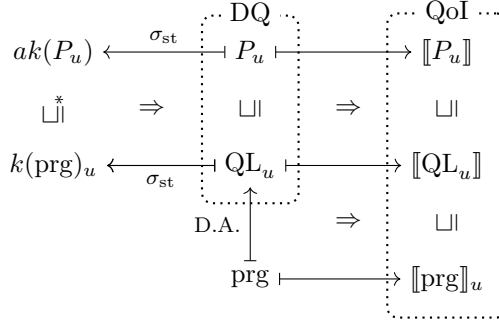 DQ QoI
ak(P_u) σ_st P_u ⟦P_u⟧
⊔|* ⇒ ⊔| ⇒ ⊔|
k(prg)_u σ_st QL_u ⟦QL_u⟧
D.A. ⇒ ⊔|
prg ⟦prg⟧_u